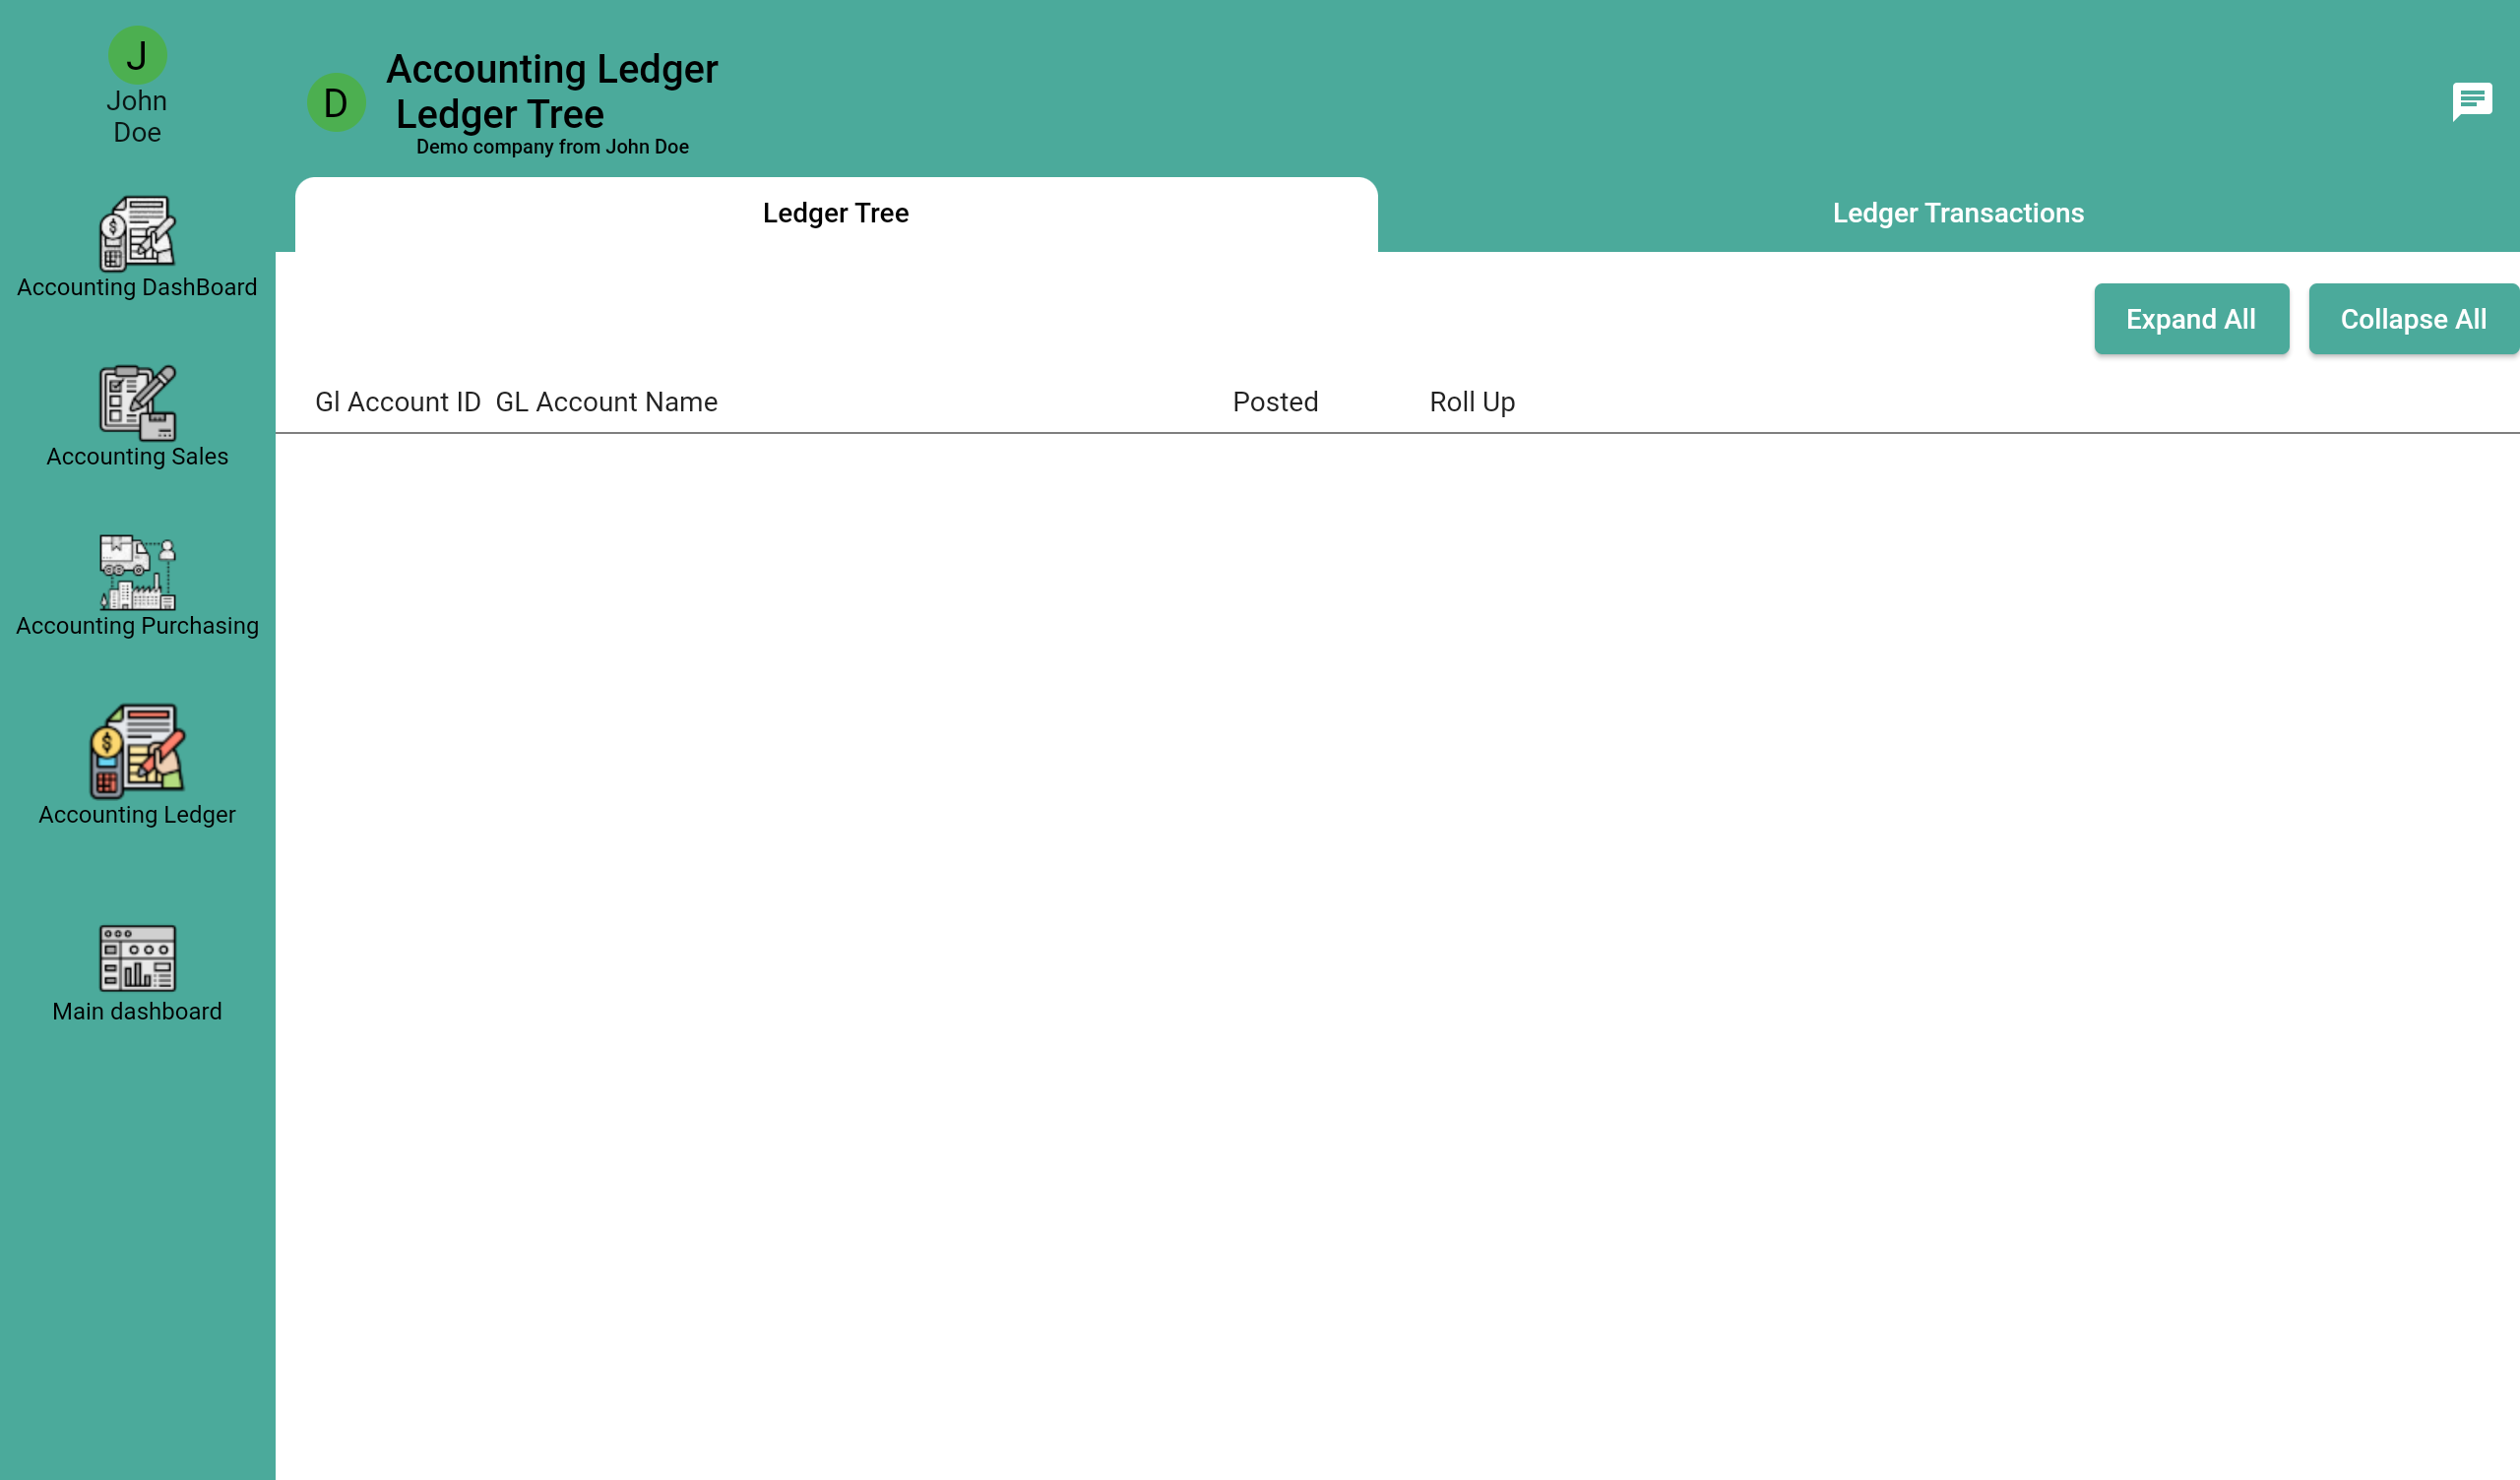 J
John
Doe
Accounting DashBoard
Accounting Sales
Accounting Purchasing
Accounting Ledger
Main dashboard
D
Accounting Ledger
Ledger Tree
Demo company from John Doe
Ledger Tree
Ledger Transactions
Expand All
Collapse All
Gl Account ID GL Account Name Posted Roll Up